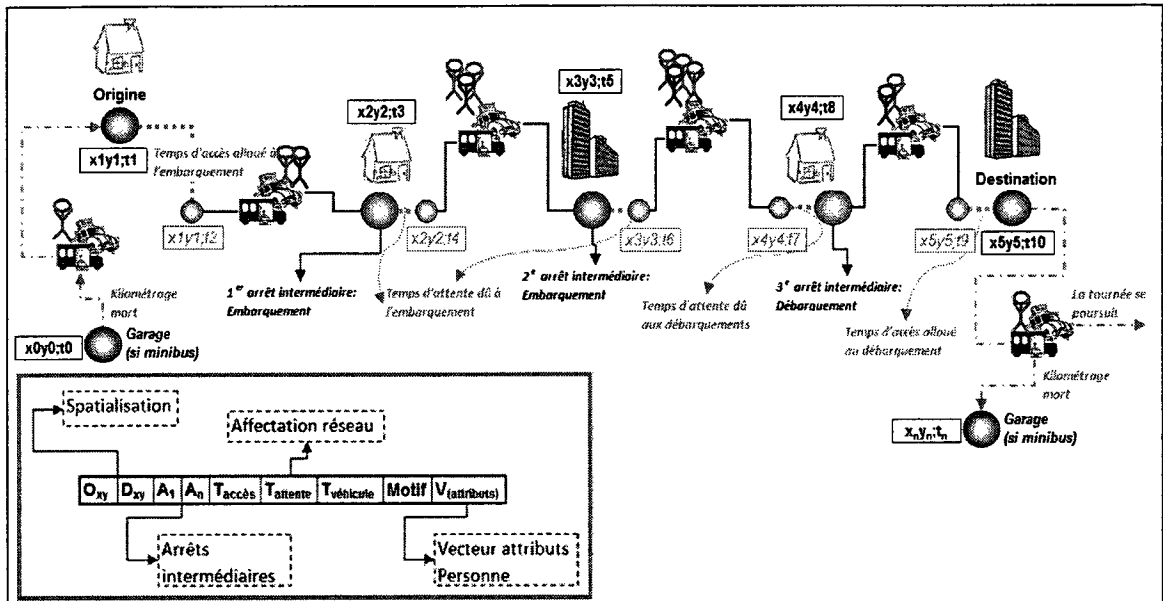 Origine
x1y1;t1
Temps d'accès alloué à
l'embarquement
x1y1;t2
Kilométrage
mort
x0y0;t0
Garage
(si minibus)
x2y2;t3
x2y2;t4
1er arrêt intermédiaire:
Embarquement
Temps d'attente dû à
l'embarquement
x3y3;t5
x3y3;t6
2e arrêt intermédiaire:
Embarquement
x4y4;t8
x4y4;t7
Temps d'attente dû
aux débarquements
3e arrêt intermédiaire:
Débarquement
Destination
x5y5;t9
x5y5;t10
Temps d'accès alloué
au débarquement
La tournée se
poursuit
Kilométrage
mort
xnyn;tn
Garage
(si minibus)
Spatialisation
Affectation réseau
Oxy Dxy A1 An Taccès Tattente Tvéhicule Motif V(attributs)
Arrêts
intermédiaires
Vecteur attributs
Personne